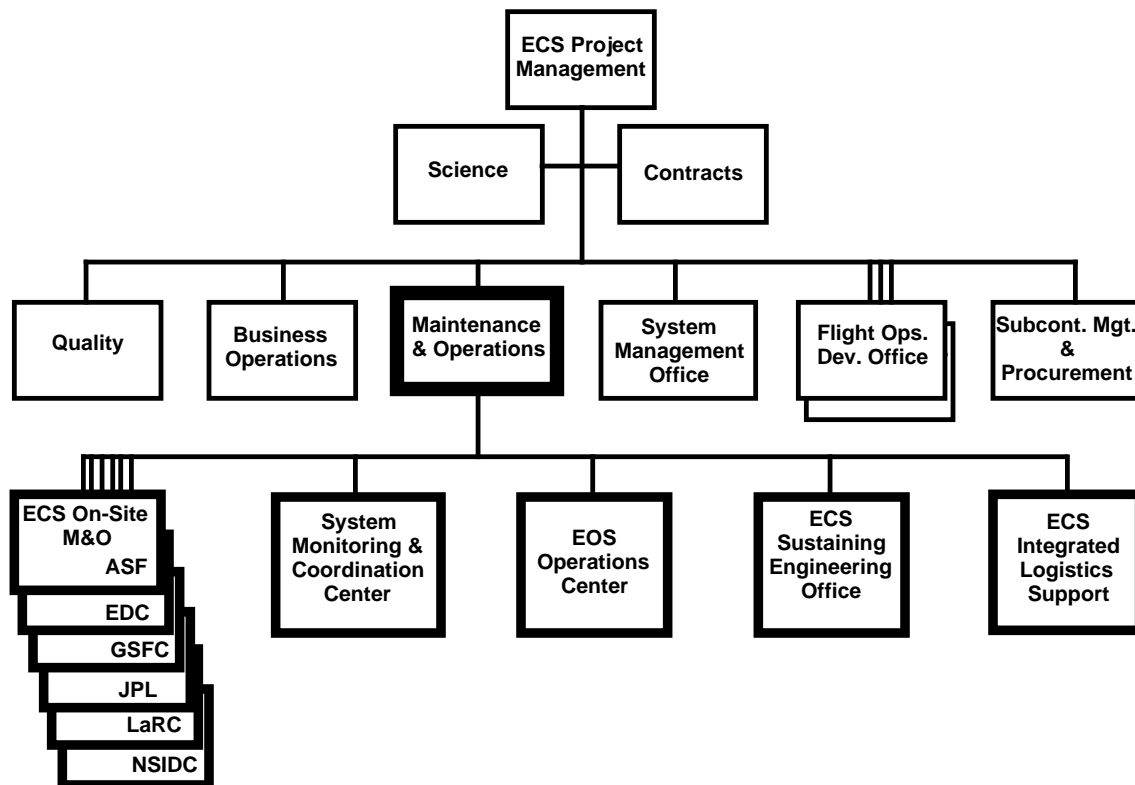 ECS Project
Management
Science
Contracts
Quality
Business
Operations
Maintenance
& Operations
System
Management
Office
Flight Ops.
Dev. Office
Subcont. Mgt.
&
Procurement
ECS On-Site
M&O
ASF
EDC
GSFC
JPL
LaRC
NSIDC
System
Monitoring &
Coordination
Center
EOS
Operations
Center
ECS
Sustaining
Engineering
Office
ECS
Integrated
Logistics
Support